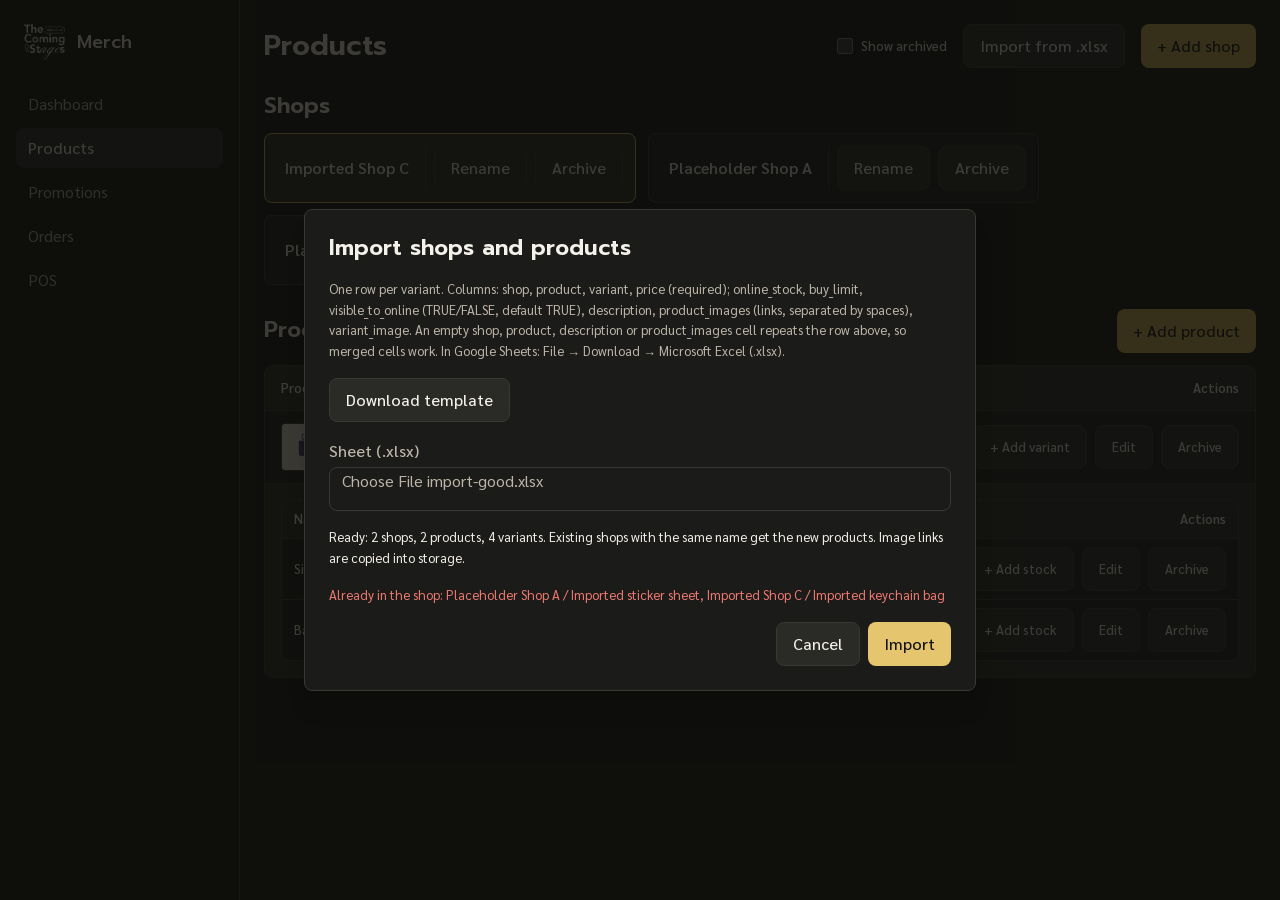 The
Coming
Stages
Merch
Dashboard
Products
Promotions
Orders
POS
Products
Show archived
Import from .xlsx
+ Add shop
Shops
Imported Shop C
Rename
Archive
Placeholder Shop A
Rename
Archive
+ Add product
Actions
+ Add variant
Edit
Archive
Actions
+ Add stock
Edit
Archive
+ Add stock
Edit
Archive
Import shops and products
One row per variant. Columns: shop, product, variant, price (required); online_stock, buy_limit,
visible_to_online (TRUE/FALSE, default TRUE), description, product_images (links, separated by spaces),
variant_image. An empty shop, product, description or product_images cell repeats the row above, so
merged cells work. In Google Sheets: File → Download → Microsoft Excel (.xlsx).
Download template
Sheet (.xlsx)
Choose File import-good.xlsx
Ready: 2 shops, 2 products, 4 variants. Existing shops with the same name get the new products. Image links
are copied into storage.
Already in the shop: Placeholder Shop A / Imported sticker sheet, Imported Shop C / Imported keychain bag
Cancel
Import